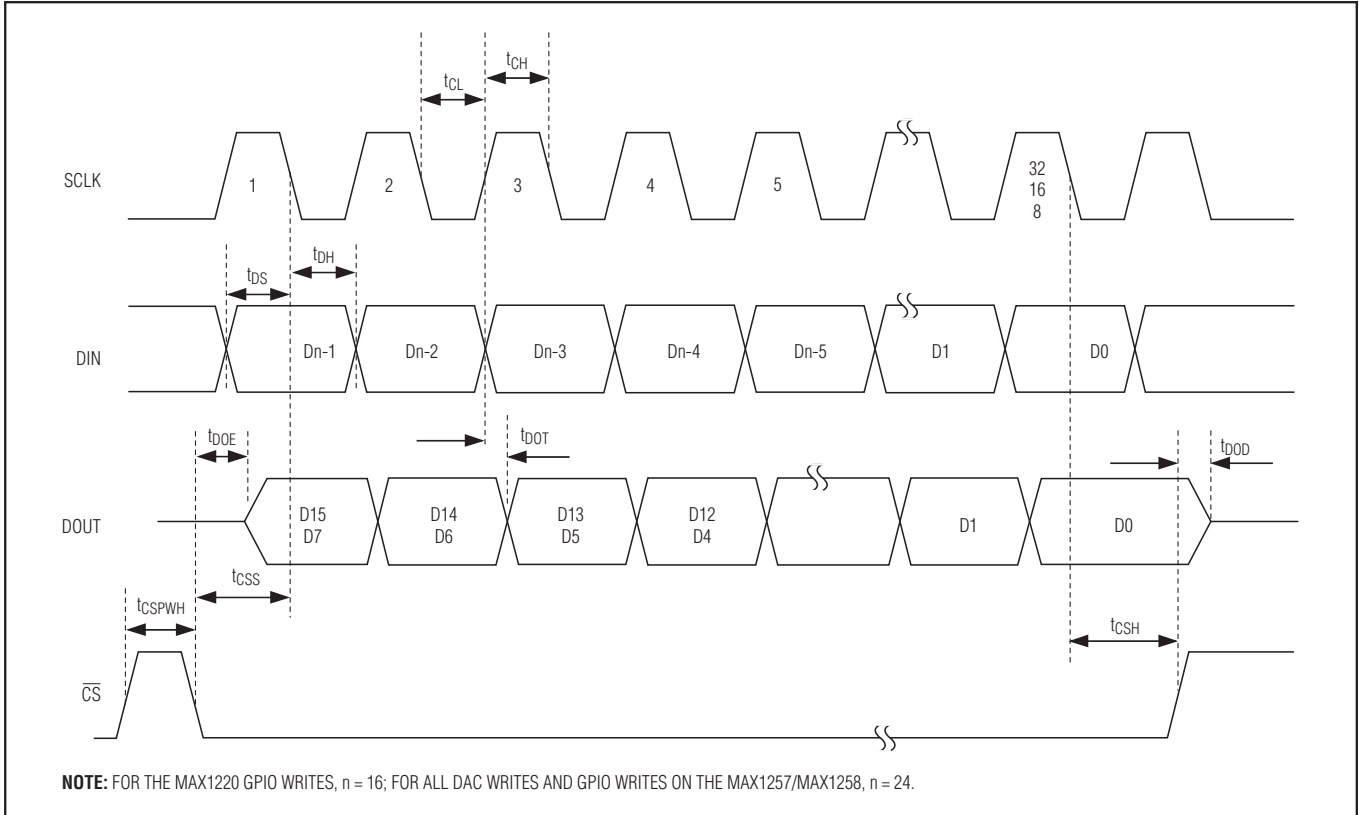 tCL
tCH
SCLK
1
2
3
4
5
32
16
8
tDS
tDH
DIN
Dn-1
Dn-2
Dn-3
Dn-4
Dn-5
D1
D0
tDOE
tDOT
tDOD
DOUT
D15
D7
D14
D6
D13
D5
D12
D4
D1
D0
tCSS
tCSPWH
tCSH
CS
NOTE: FOR THE MAX1220 GPIO WRITES, n = 16; FOR ALL DAC WRITES AND GPIO WRITES ON THE MAX1257/MAX1258, n = 24.